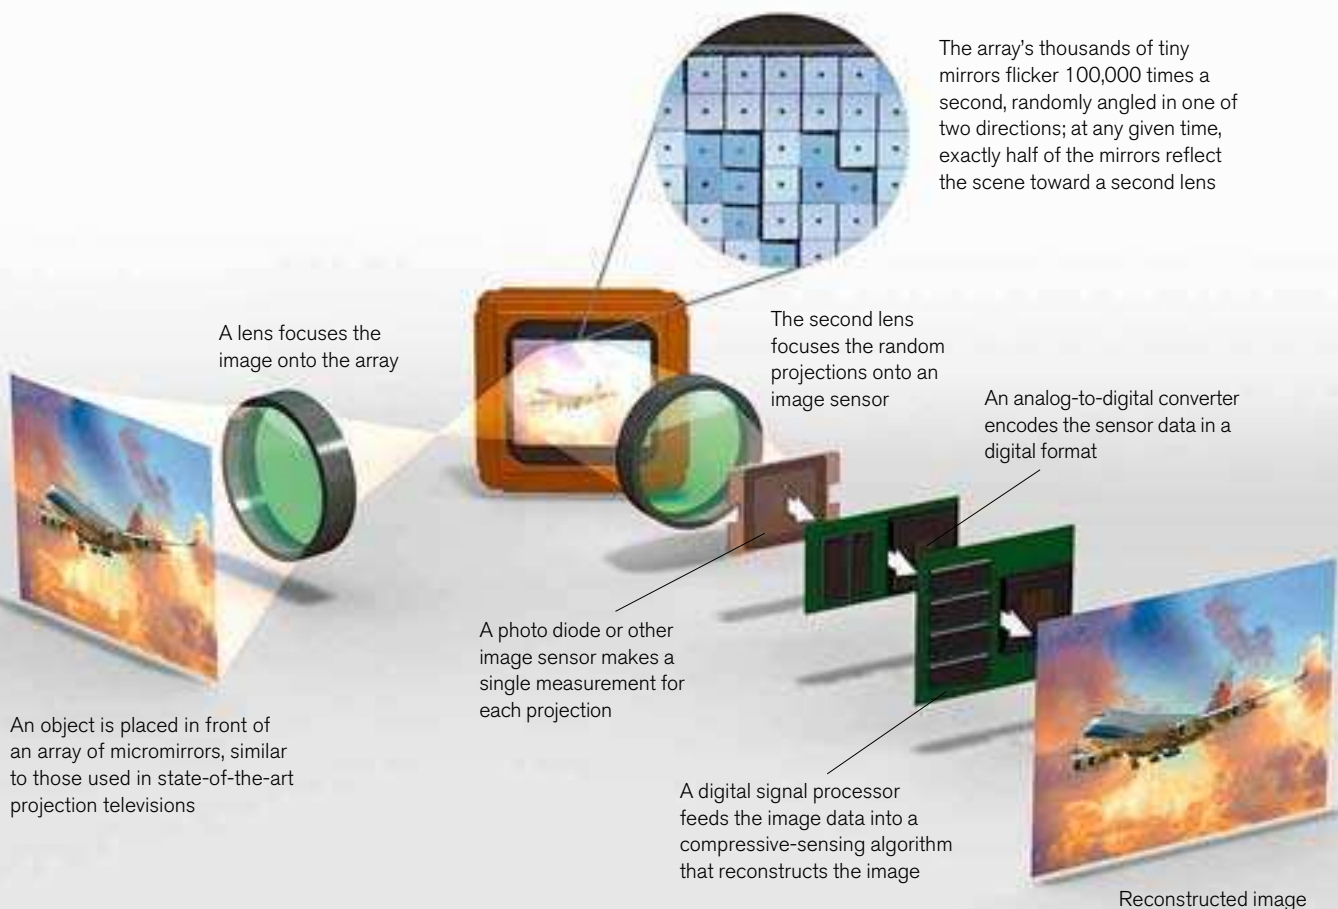 The array's thousands of tiny
mirrors flicker 100,000 times a
second, randomly angled in one of
two directions; at any given time,
exactly half of the mirrors reflect
the scene toward a second lens
A lens focuses the
image onto the array
The second lens
focuses the random
projections onto an
image sensor
An analog-to-digital converter
encodes the sensor data in a
digital format
A photo diode or other
image sensor makes a
single measurement for
each projection
An object is placed in front of
an array of micromirrors, similar
to those used in state-of-the-art
projection televisions
A digital signal processor
feeds the image data into a
compressive-sensing algorithm
that reconstructs the image
Reconstructed image